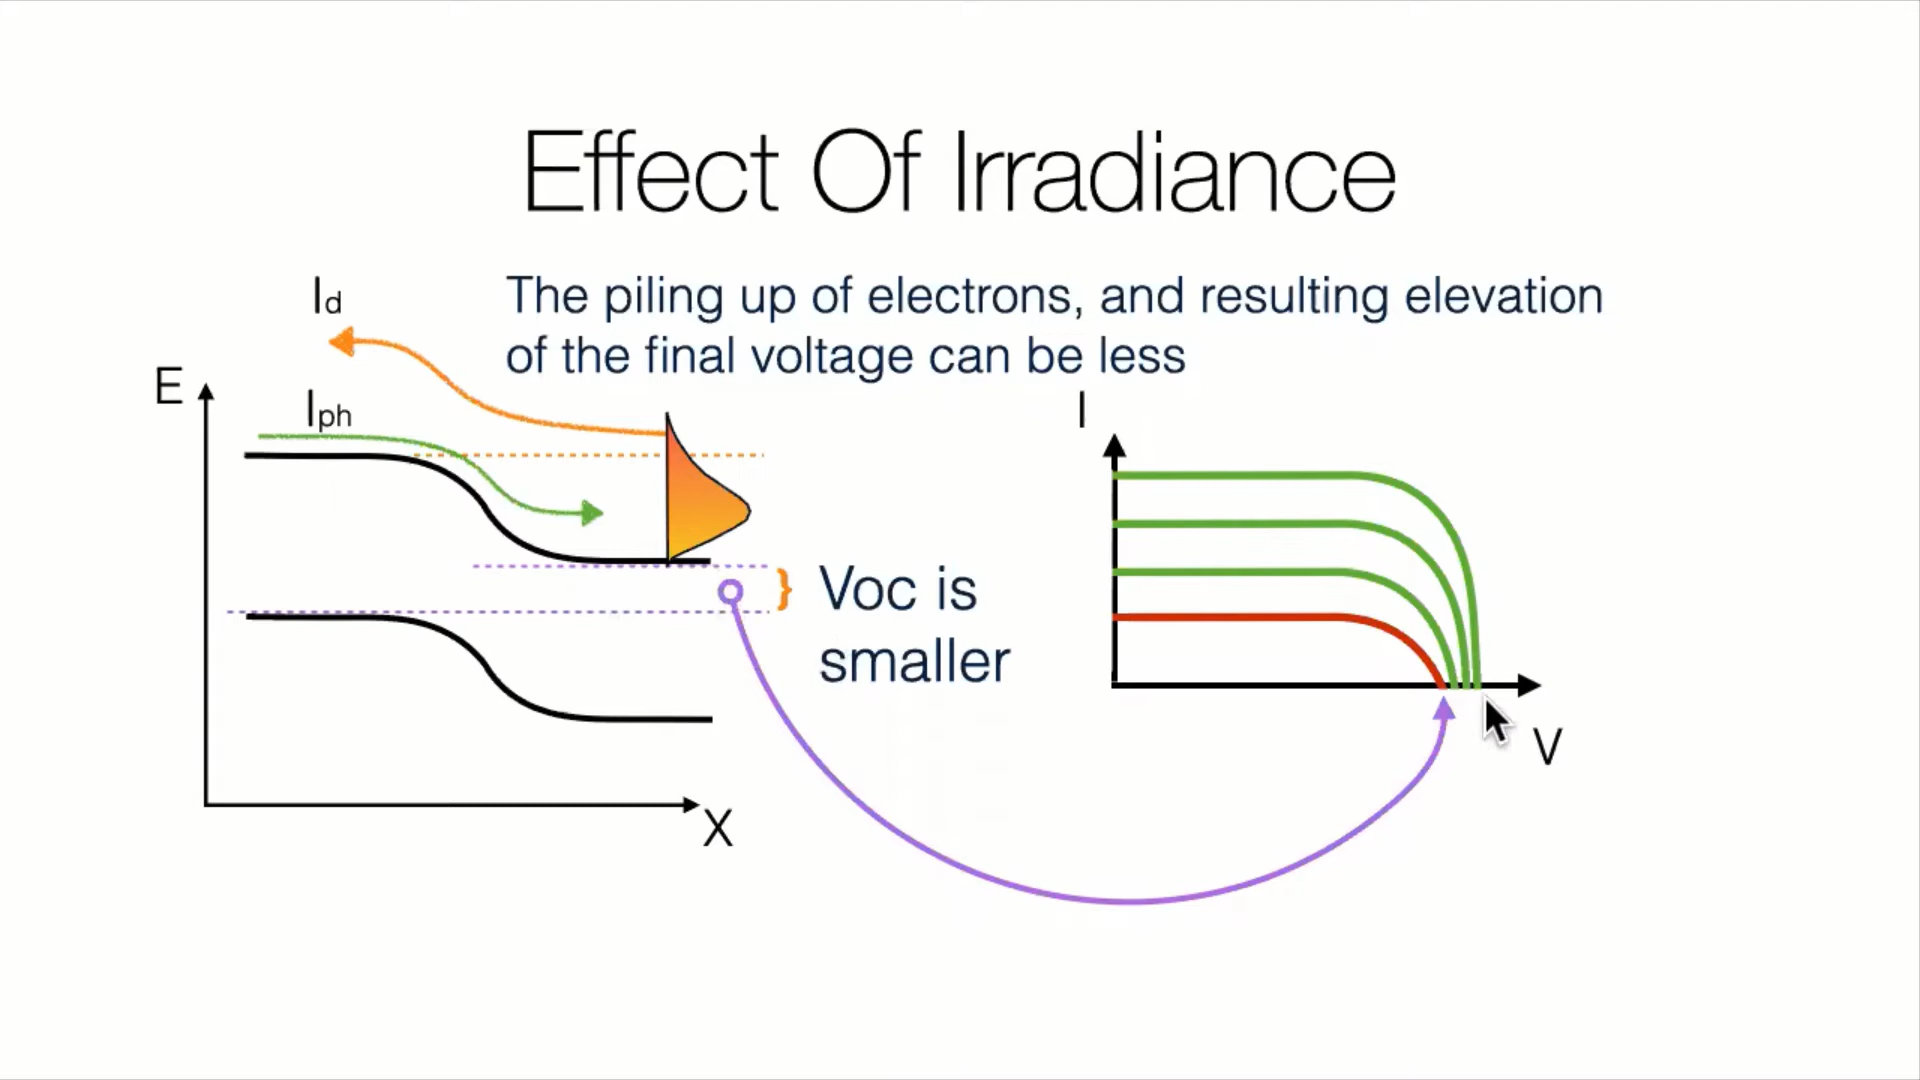 Effect Of Irradiance
The piling up of electrons, and resulting elevation
of the final voltage can be less
Id
E
Iph
I
Voc is
smaller
V
X